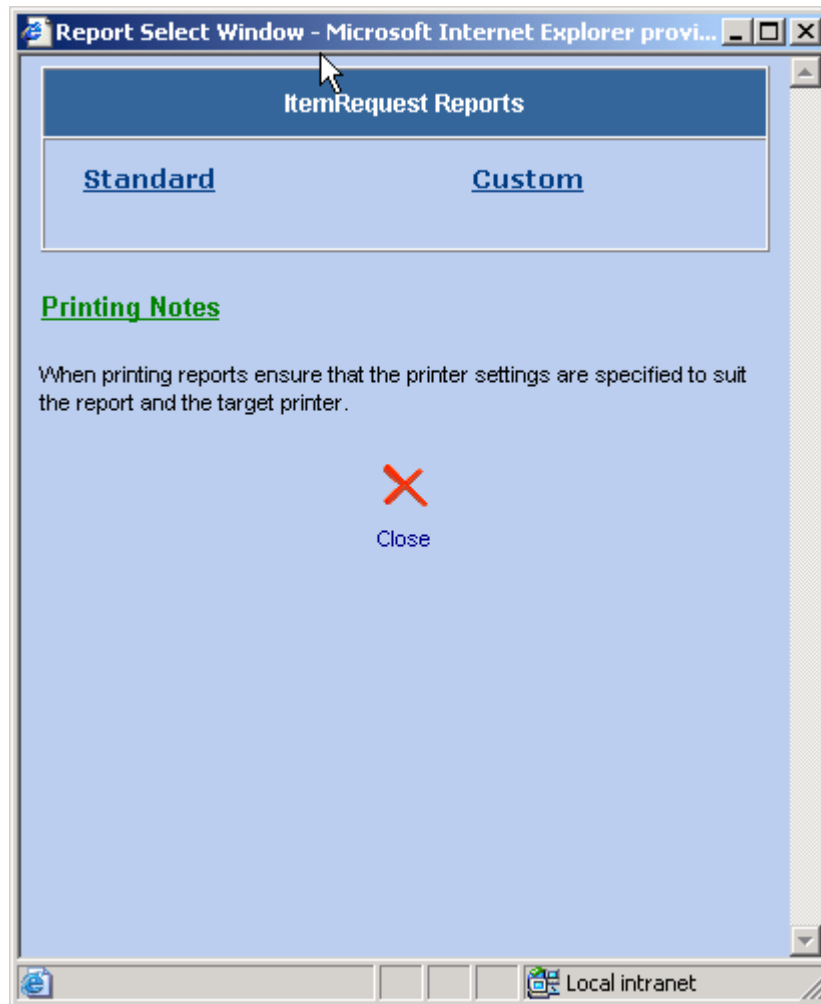 Report Select Window - Microsoft Internet Explorer provi...
ItemRequest Reports
Standard Custom
Printing Notes
When printing reports ensure that the printer settings are specified to suit
the report and the target printer.
Close
Local intranet